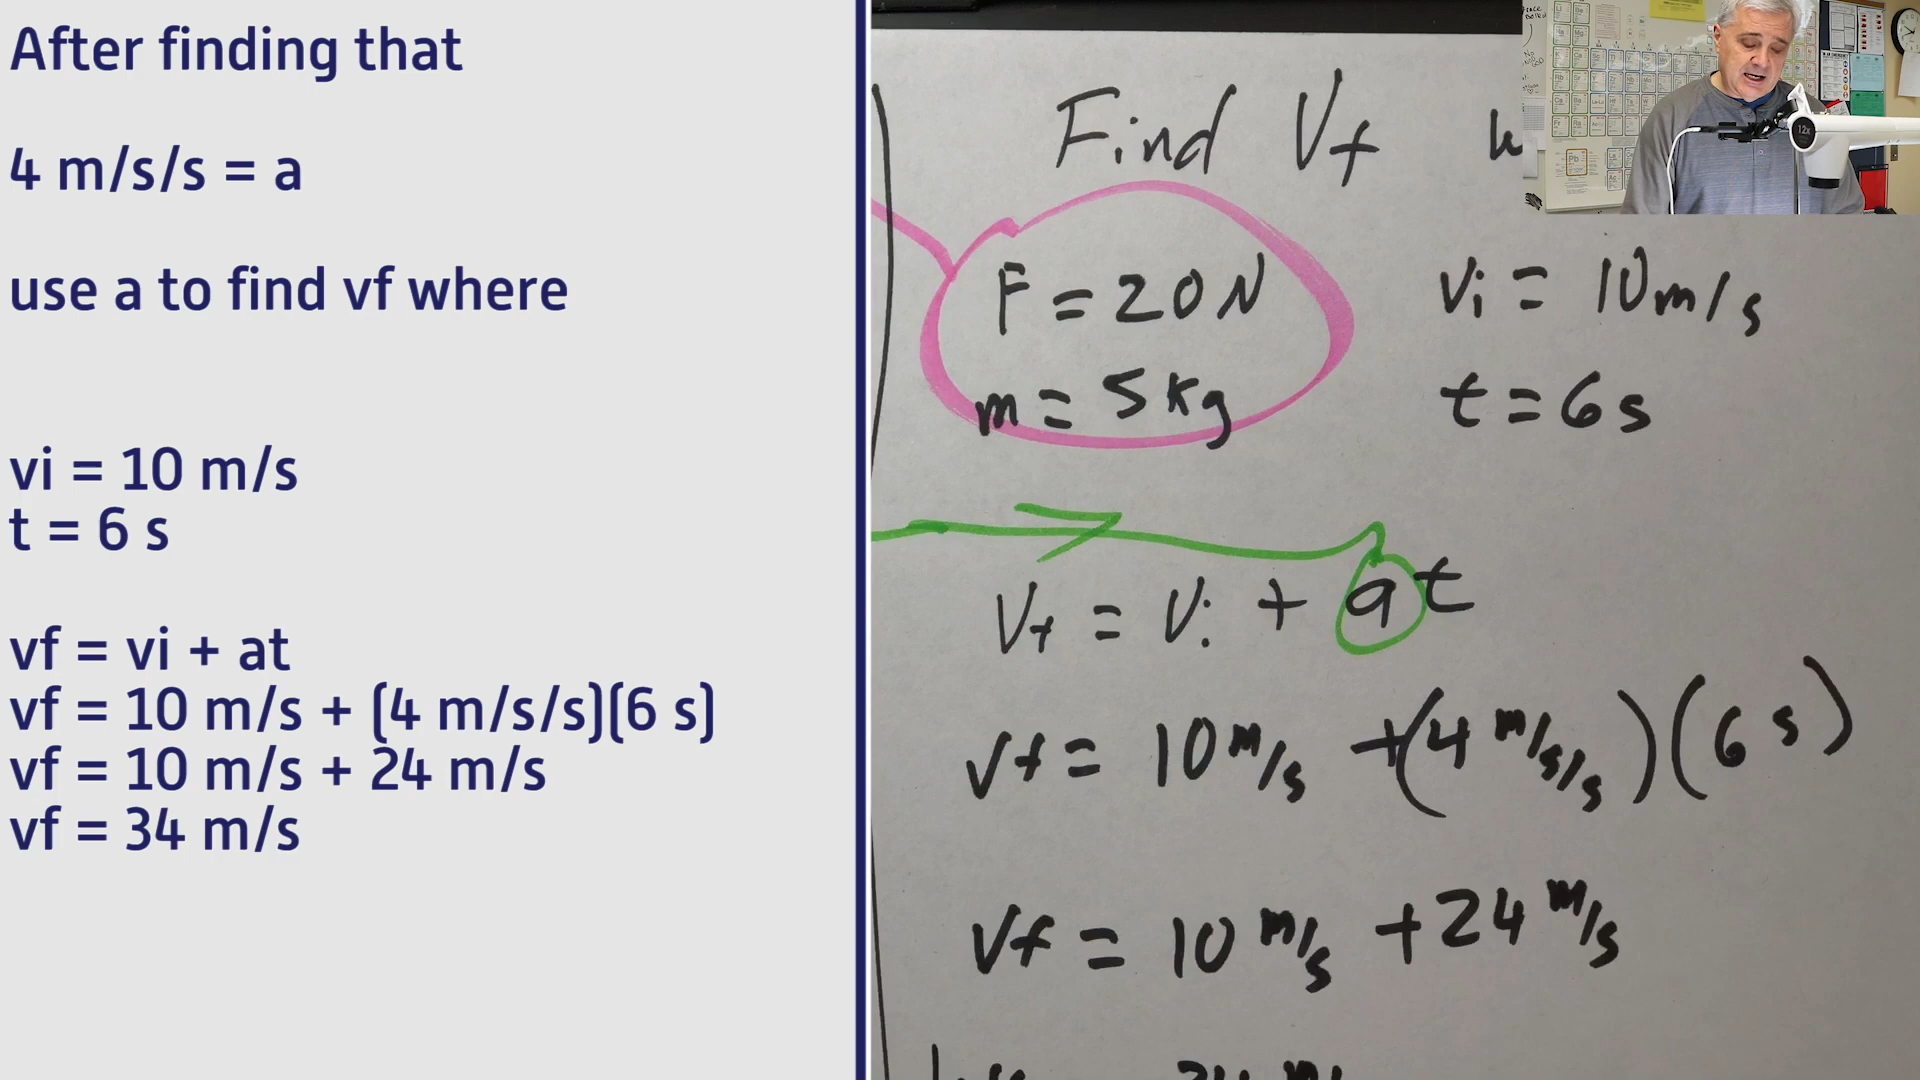 After finding that
4 m/s/s = a
use a to find vf where
vi = 10 m/s
t = 6 s
vf = vi + at
vf = 10 m/s + (4 m/s/s)(6 s)
vf = 10 m/s + 24 m/s
vf = 34 m/s
Find Vf
F = 20 N
m = 5 kg
vi = 10 m/s
t = 6 s
Vf = Vi + at
vf = 10 m/s + (4 m/s/s)(6 s)
vf = 10 m/s + 24 m/s
12x
Pb